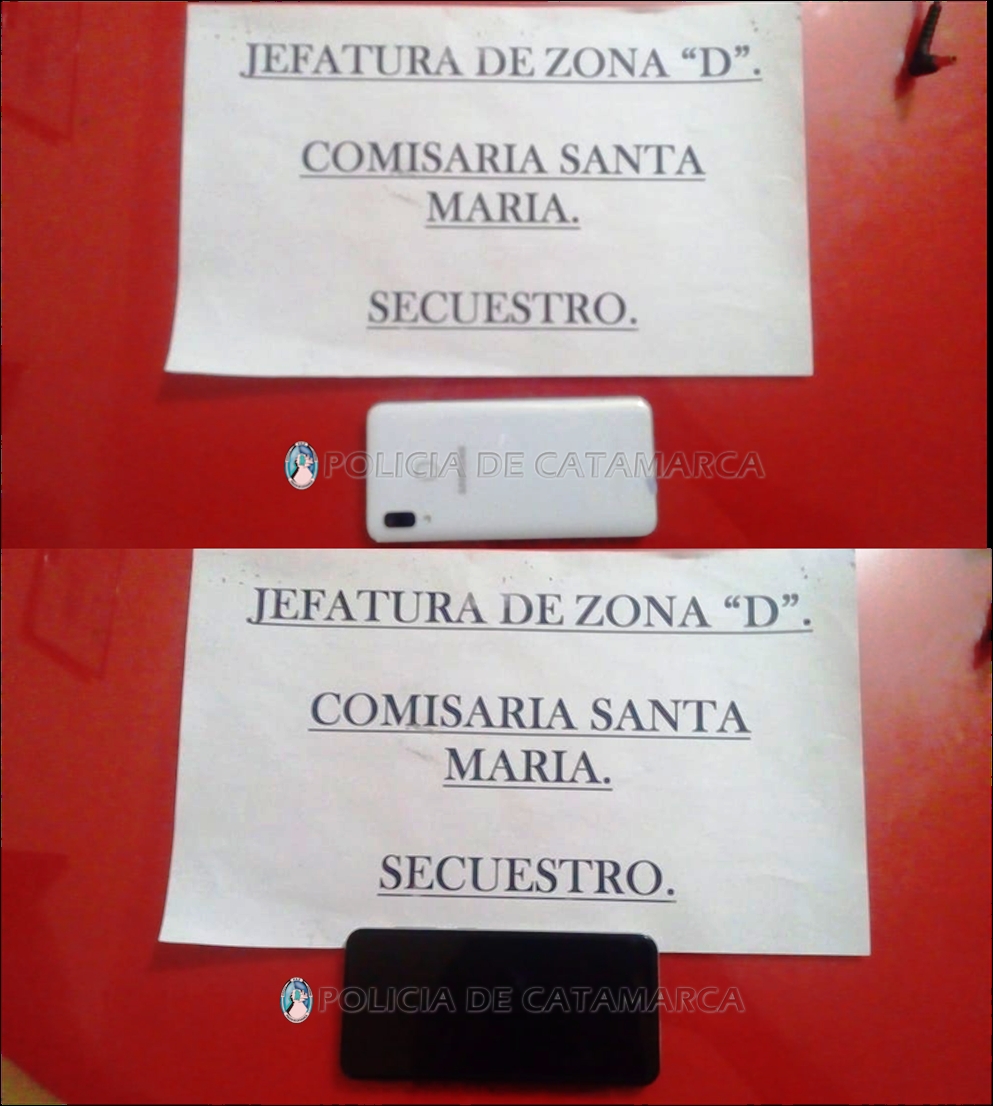 JEFATURA DE ZONA “D”.
COMISARIA SANTA
MARIA.
SECUESTRO.
POLICIA DE CATAMARCA
JEFATURA DE ZONA “D”.
COMISARIA SANTA
MARIA.
SECUESTRO.
POLICIA DE CATAMARCA